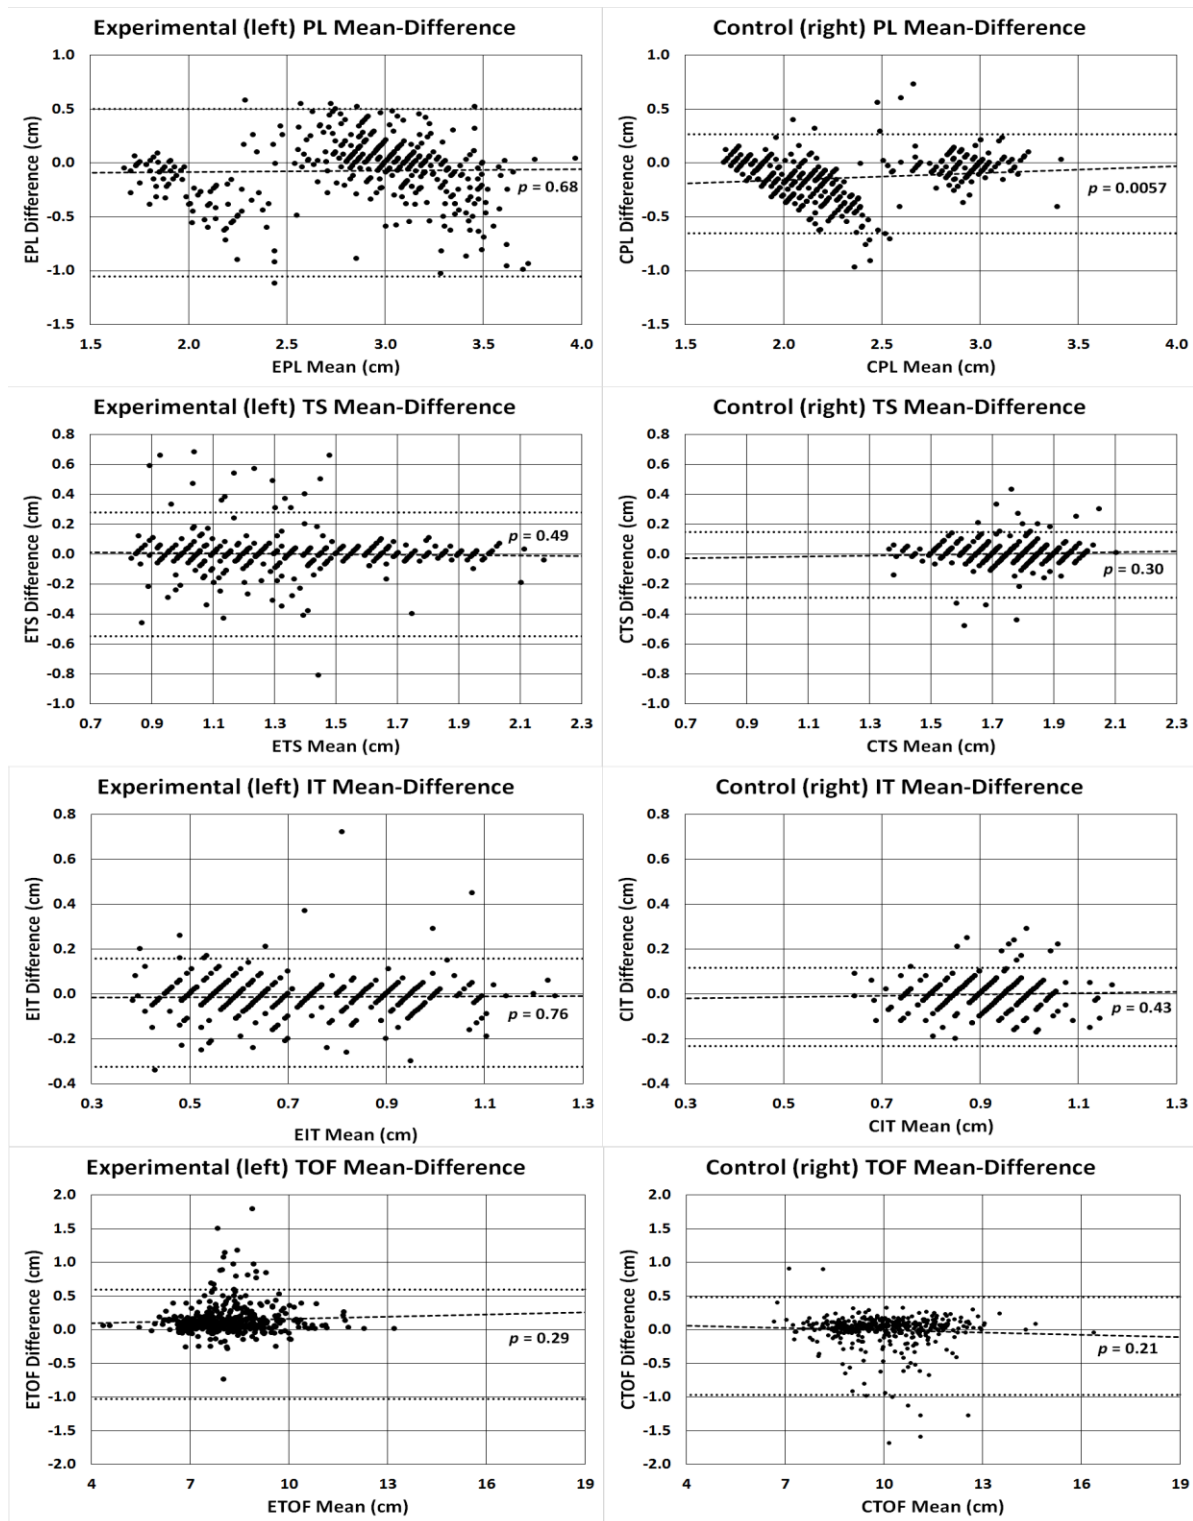 Experimental (left) PL Mean-Difference
1.0
0.5
0.0
-0.5
-1.0
-1.5
EPL Difference (cm)
p = 0.68
1.5 2.0 2.5 3.0 3.5 4.0
EPL Mean (cm)
Control (right) PL Mean-Difference
1.0
0.5
0.0
-0.5
-1.0
-1.5
CPL Difference (cm)
p = 0.0057
1.5 2.0 2.5 3.0 3.5 4.0
CPL Mean (cm)
Experimental (left) TS Mean-Difference
0.8
0.6
0.4
0.2
0.0
-0.2
-0.4
-0.6
-0.8
-1.0
ETS Difference (cm)
p = 0.49
0.7 0.9 1.1 1.3 1.5 1.7 1.9 2.1 2.3
ETS Mean (cm)
Control (right) TS Mean-Difference
0.8
0.6
0.4
0.2
0.0
-0.2
-0.4
-0.6
-0.8
-1.0
CTS Difference (cm)
p = 0.30
0.7 0.9 1.1 1.3 1.5 1.7 1.9 2.1 2.3
CTS Mean (cm)
Experimental (left) IT Mean-Difference
0.8
0.6
0.4
0.2
0.0
-0.2
-0.4
EIT Difference (cm)
p = 0.76
0.3 0.5 0.7 0.9 1.1 1.3
EIT Mean (cm)
Control (right) IT Mean-Difference
0.8
0.6
0.4
0.2
0.0
-0.2
-0.4
CIT Difference (cm)
p = 0.43
0.3 0.5 0.7 0.9 1.1 1.3
CIT Mean (cm)
Experimental (left) TOF Mean-Difference
2.0
1.5
1.0
0.5
0.0
-0.5
-1.0
-1.5
-2.0
ETOF Difference (cm)
p = 0.29
4 7 10 13 16 19
ETOF Mean (cm)
Control (right) TOF Mean-Difference
2.0
1.5
1.0
0.5
0.0
-0.5
-1.0
-1.5
-2.0
CTOF Difference (cm)
p = 0.21
4 7 10 13 16 19
CTOF Mean (cm)